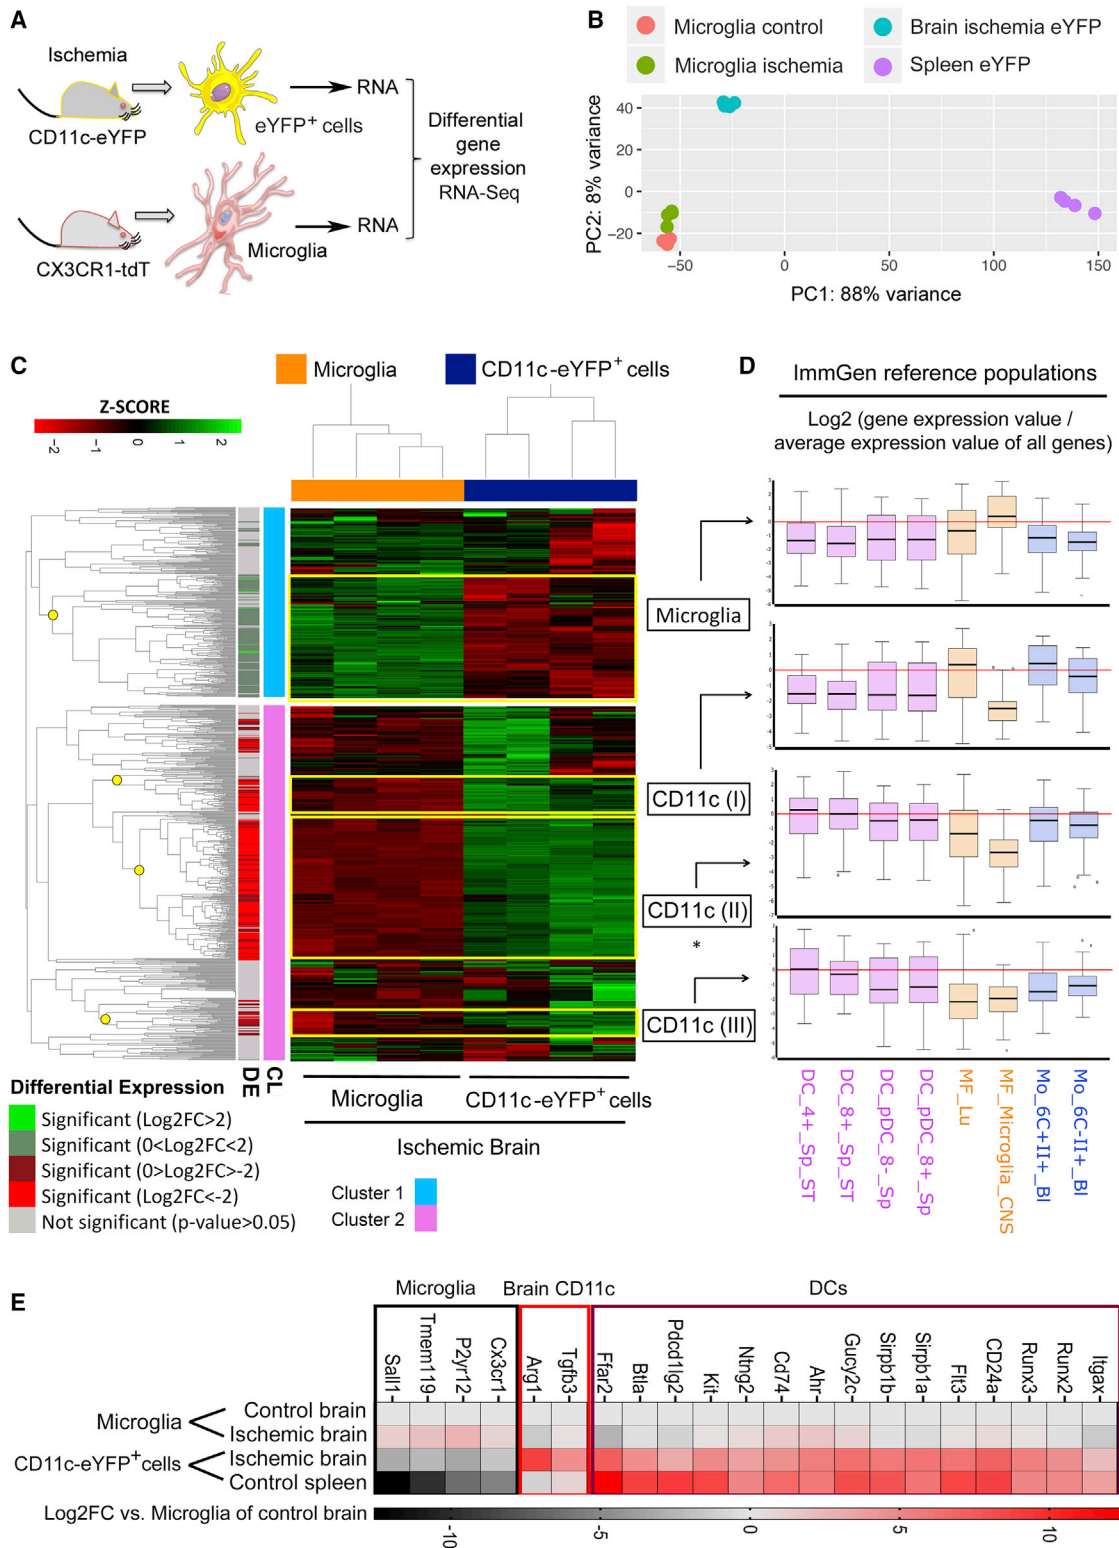 A
Ischemia
CD11c-eYFP
eYFP+ cells
RNA
CX3CR1-tdT
Microglia
RNA
Differential
gene
expression
RNA-Seq
B
Microglia control
Brain ischemia eYFP
Microglia ischemia
Spleen eYFP
PC2: 8% variance
40
20
0
−20
−50
0
50
100
150
PC1: 88% variance
C
Microglia
CD11c-eYFP+ cells
Z-SCORE
-2
-1
0
1
2
DE
CL
Microglia
CD11c (I)
CD11c (II)
*
CD11c (III)
Microglia
CD11c-eYFP+ cells
Ischemic Brain
Cluster 1
Cluster 2
Differential Expression
Significant (Log2FC>2)
Significant (0<Log2FC<2)
Significant (0>Log2FC>-2)
Significant (Log2FC<-2)
Not significant (p-value>0.05)
D
ImmGen reference populations
Log2 (gene expression value /
average expression value of all genes)
DC_4+_Sp_ST
DC_8+_Sp_ST
DC_pDC_8-_Sp
DC_pDC_8+_Sp
MF_Lu
MF_Microglia_CNS
Mo_6C+II+_Bl
Mo_6C-II+_Bl
E
Microglia
Brain CD11c
DCs
Sall1
Tmem119
P2yr12
Cx3cr1
Arg1
Tgfb3
Ffar2
Btla
Pdcd1lg2
Kit
Ntng2
Cd74
Ahr
Gucy2c
Sirpb1b
Sirpb1a
Flt3
CD24a
Runx3
Runx2
Itgax
Microglia
Control brain
Ischemic brain
CD11c-eYFP+cells
Ischemic brain
Control spleen
Log2FC vs. Microglia of control brain
-10
-5
0
5
10